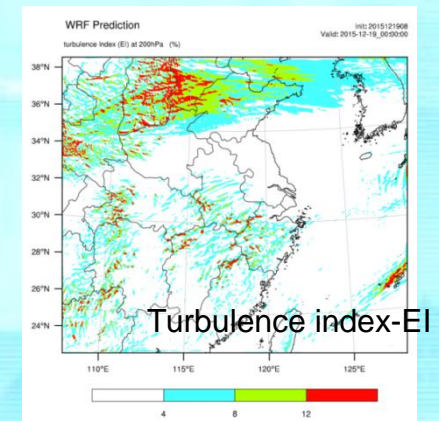 WRF Prediction
Init: 2015121908
Valid: 2015-12-19_00:00:00
turbulence Index (EI) at 200hPa (%)
38°N
36°N
34°N
32°N
30°N
28°N
26°N
24°N
Turbulence index-EI
110°E 115°E 120°E 125°E
4 8 12